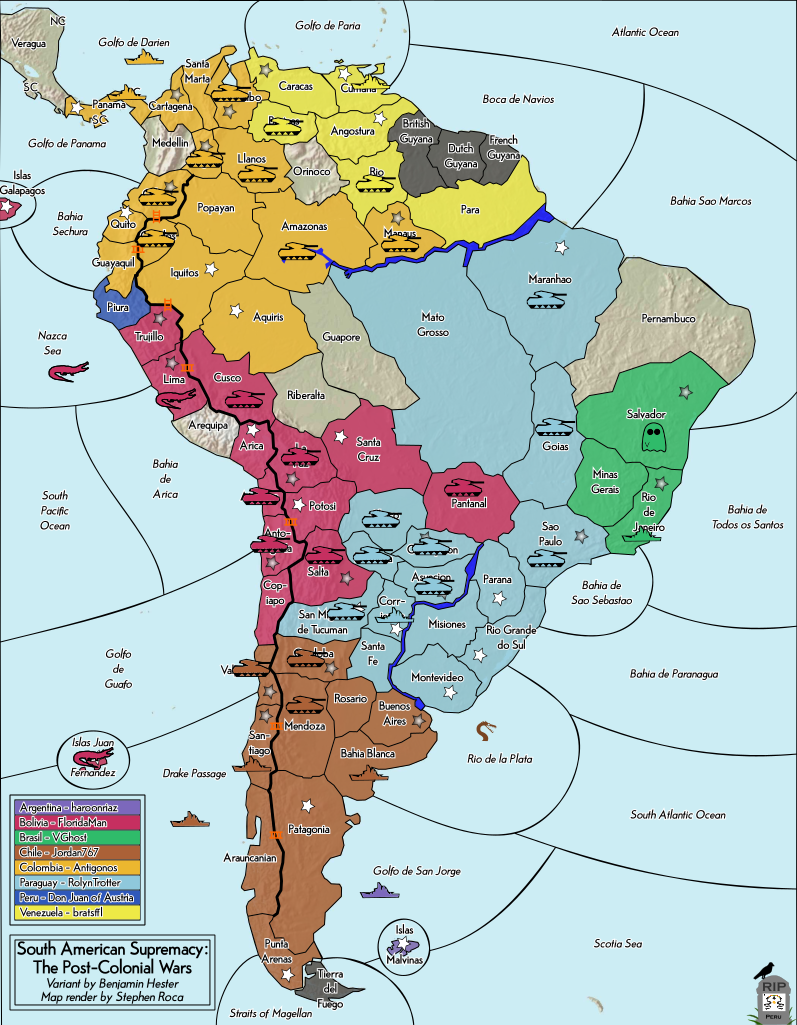 NC
Veragua
SC
Golfo de Darien
Golfo de Paria
Atlantic Ocean
Santa
Marta
Caracas
Panama
SC
Cartagena
Boca de Navios
Golfo de Panama
Medellin
Angostura
British
Guyana
Dutch
Guyana
French
Guyana
Llanos
Orinoco
Rio
Islas
Galapagos
Bahia
Sechura
Quito
Popayan
Amazonas
Manaus
Para
Bahia Sao Marcos
Guayaquil
Iquitos
Maranhao
Piura
Aquiris
Mato
Grosso
Pernambuco
Nazca
Sea
Trujillo
Guapore
Lima
Cusco
Riberalta
Arequipa
Salvador
V
Arica
Santa
Cruz
Goias
Bahia
de
Arica
South
Pacific
Ocean
Potosi
Pantanal
Minas
Gerais
Rio
de
Janeiro
Bahia de
Todos os Santos
Sao
Paulo
Salta
Asuncion
Parana
Bahia de
Sao Sebastao
Cop-
iapo
Corr-
San M
de Tucuman
Misiones
Rio Grande
do Sul
Santa
Fe
Golfo
de
Guafo
Montevideo
Bahia de Paranagua
Rosario
Buenos
Aires
San-
tiago
Mendoza
Bahia Blanca
Rio de la Plata
Islas Juan
Fernandez
Drake Passage
South Atlantic Ocean
Patagonia
Araucanian
Golfo de San Jorge
Argentina - haroonriaz
Bolivia - FloridaMan
Brasil - VGhost
Chile - Jordan767
Colombia - Antigonos
Paraguay - RolynTrotter
Peru - Don Juan of Austria
Venezuela - bratsffl
Islas
Malvinas
Scotia Sea
South American Supremacy:
The Post-Colonial Wars
Variant by Benjamin Hester
Map render by Stephen Roca
Punta
Arenas
Tierra
del
Fuego
Straits of Magellan
RIP
PERU